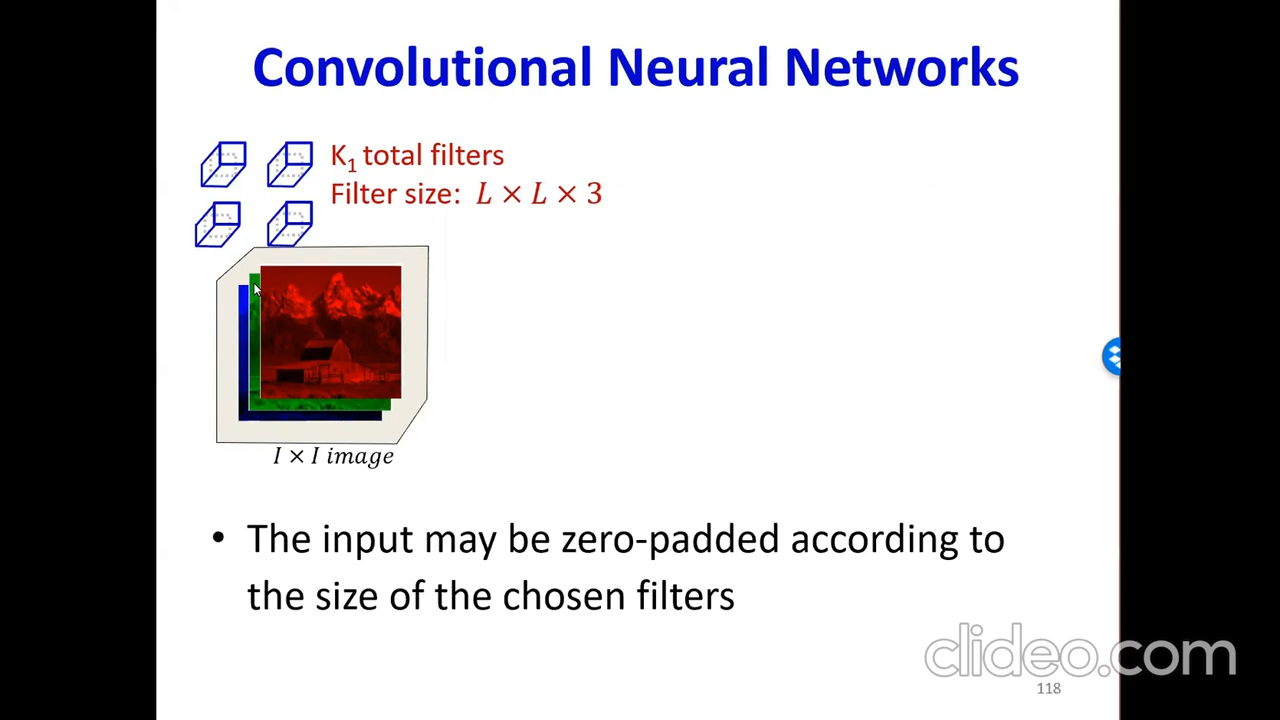 Convolutional Neural Networks
K₁ total filters
Filter size: L × L × 3
I × I image
• The input may be zero-padded according to
the size of the chosen filters
clideo.com
118